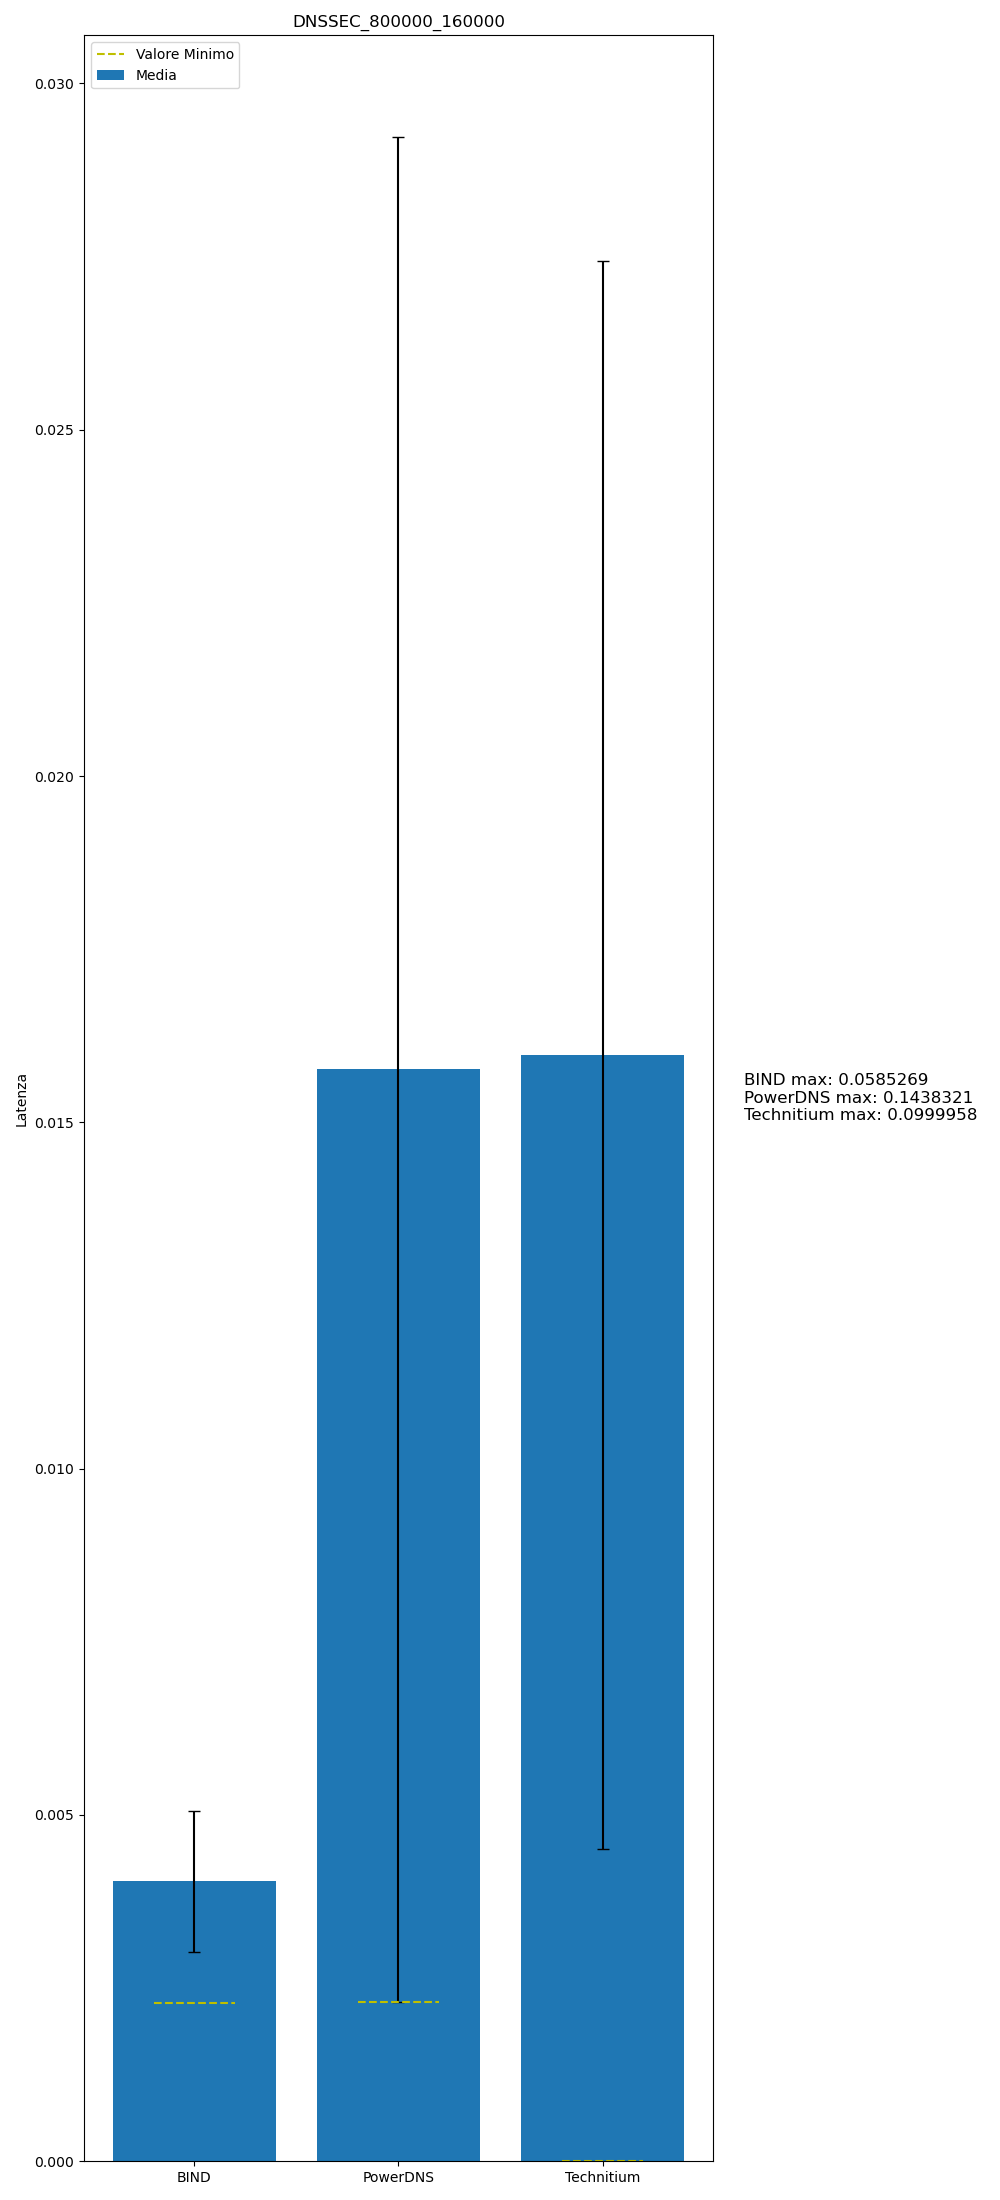 DNSSEC_800000_160000
Valore Minimo
Media
0.030
0.025
0.020
0.015
0.010
0.005
0.000
Latenza
BIND max: 0.0585269
PowerDNS max: 0.1438321
Technitium max: 0.0999958
BIND
PowerDNS
Technitium